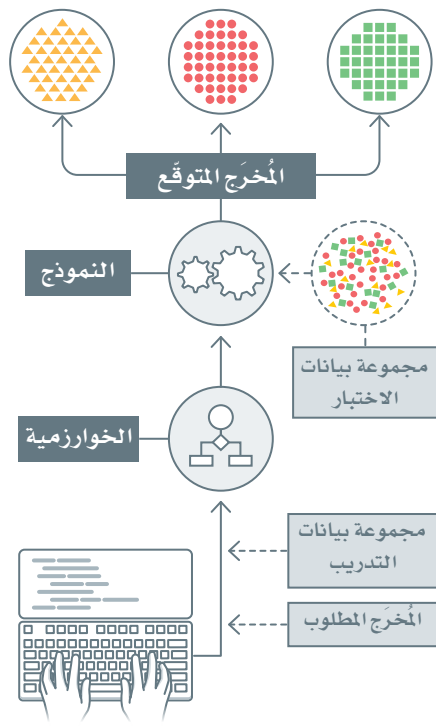 المُخرَج المتوقّع
النموذج
مجموعة بيانات
الاختبار
الخوارزمية
مجموعة بيانات
التدريب
المُخرَج المطلوب